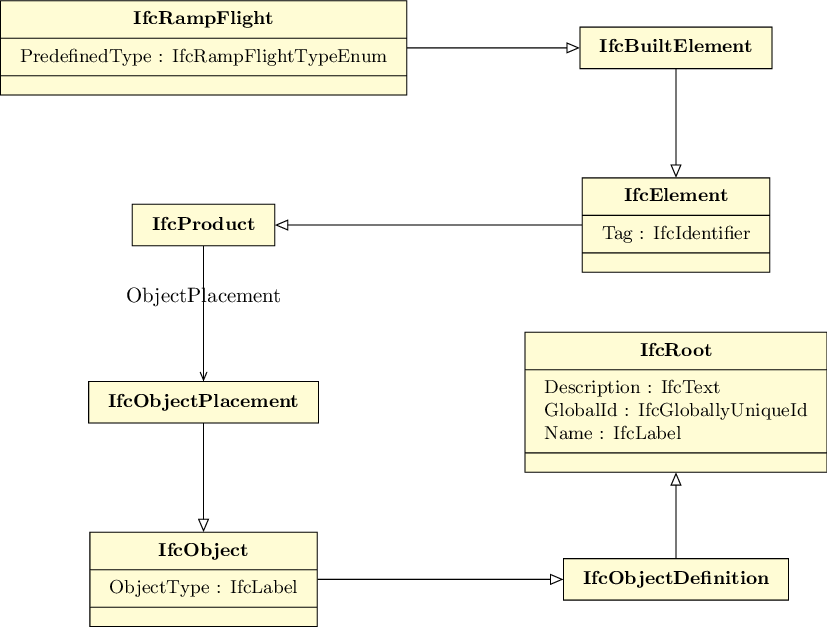 IfcRampFlight
PredefinedType : IfcRampFlightTypeEnum
IfcBuiltElement
IfcElement
Tag : IfcIdentifier
IfcProduct
ObjectPlacement
IfcRoot
Description : IfcText
GlobalId : IfcGloballyUniqueId
Name : IfcLabel
IfcObjectPlacement
IfcObject
ObjectType : IfcLabel
IfcObjectDefinition